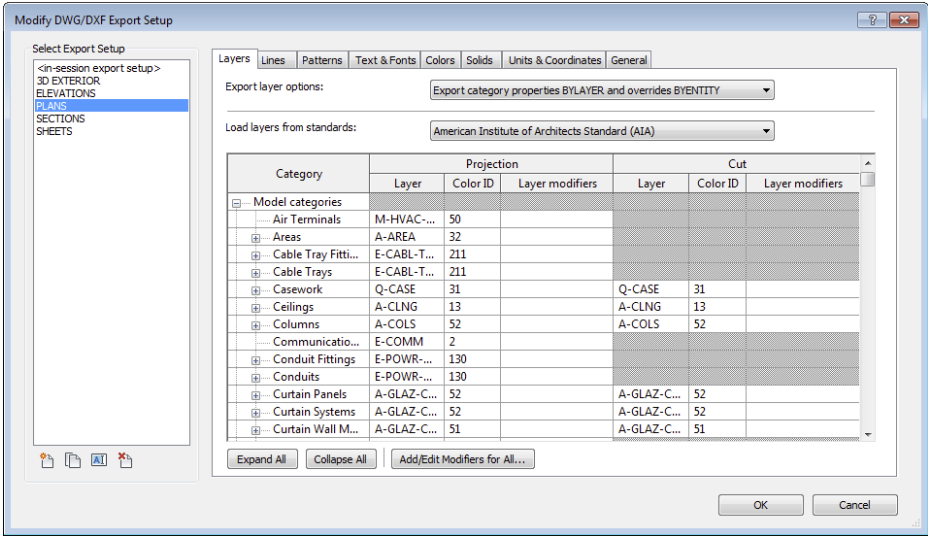 Modify DWG/DXF Export Setup
Select Export Setup
<in-session export setup>
3D EXTERIOR
ELEVATIONS
PLANS
SECTIONS
SHEETS
Layers Lines Patterns Text & Fonts Colors Solids Units & Coordinates General
Export layer options: Export category properties BYLAYER and overrides BYENTITY
Load layers from standards: American Institute of Architects Standard (AIA)
Category Projection Cut
Layer Color ID Layer modifiers Layer Color ID Layer modifiers
Model categories
Air Terminals M-HVAC-... 50
Areas A-AREA 32
Cable Tray Fitti... E-CABL-T... 211
Cable Trays E-CABL-T... 211
Casework Q-CASE 31 Q-CASE 31
Ceilings A-CLNG 13 A-CLNG 13
Columns A-COLS 52 A-COLS 52
Communicatio... E-COMM 2
Conduit Fittings E-POWR-... 130
Conduits E-POWR-... 130
Curtain Panels A-GLAZ-C... 52 A-GLAZ-C... 52
Curtain Systems A-GLAZ-C... 52 A-GLAZ-C... 52
Curtain Wall M... A-GLAZ-C... 51 A-GLAZ-C... 51
Expand All Collapse All Add/Edit Modifiers for All...
OK Cancel